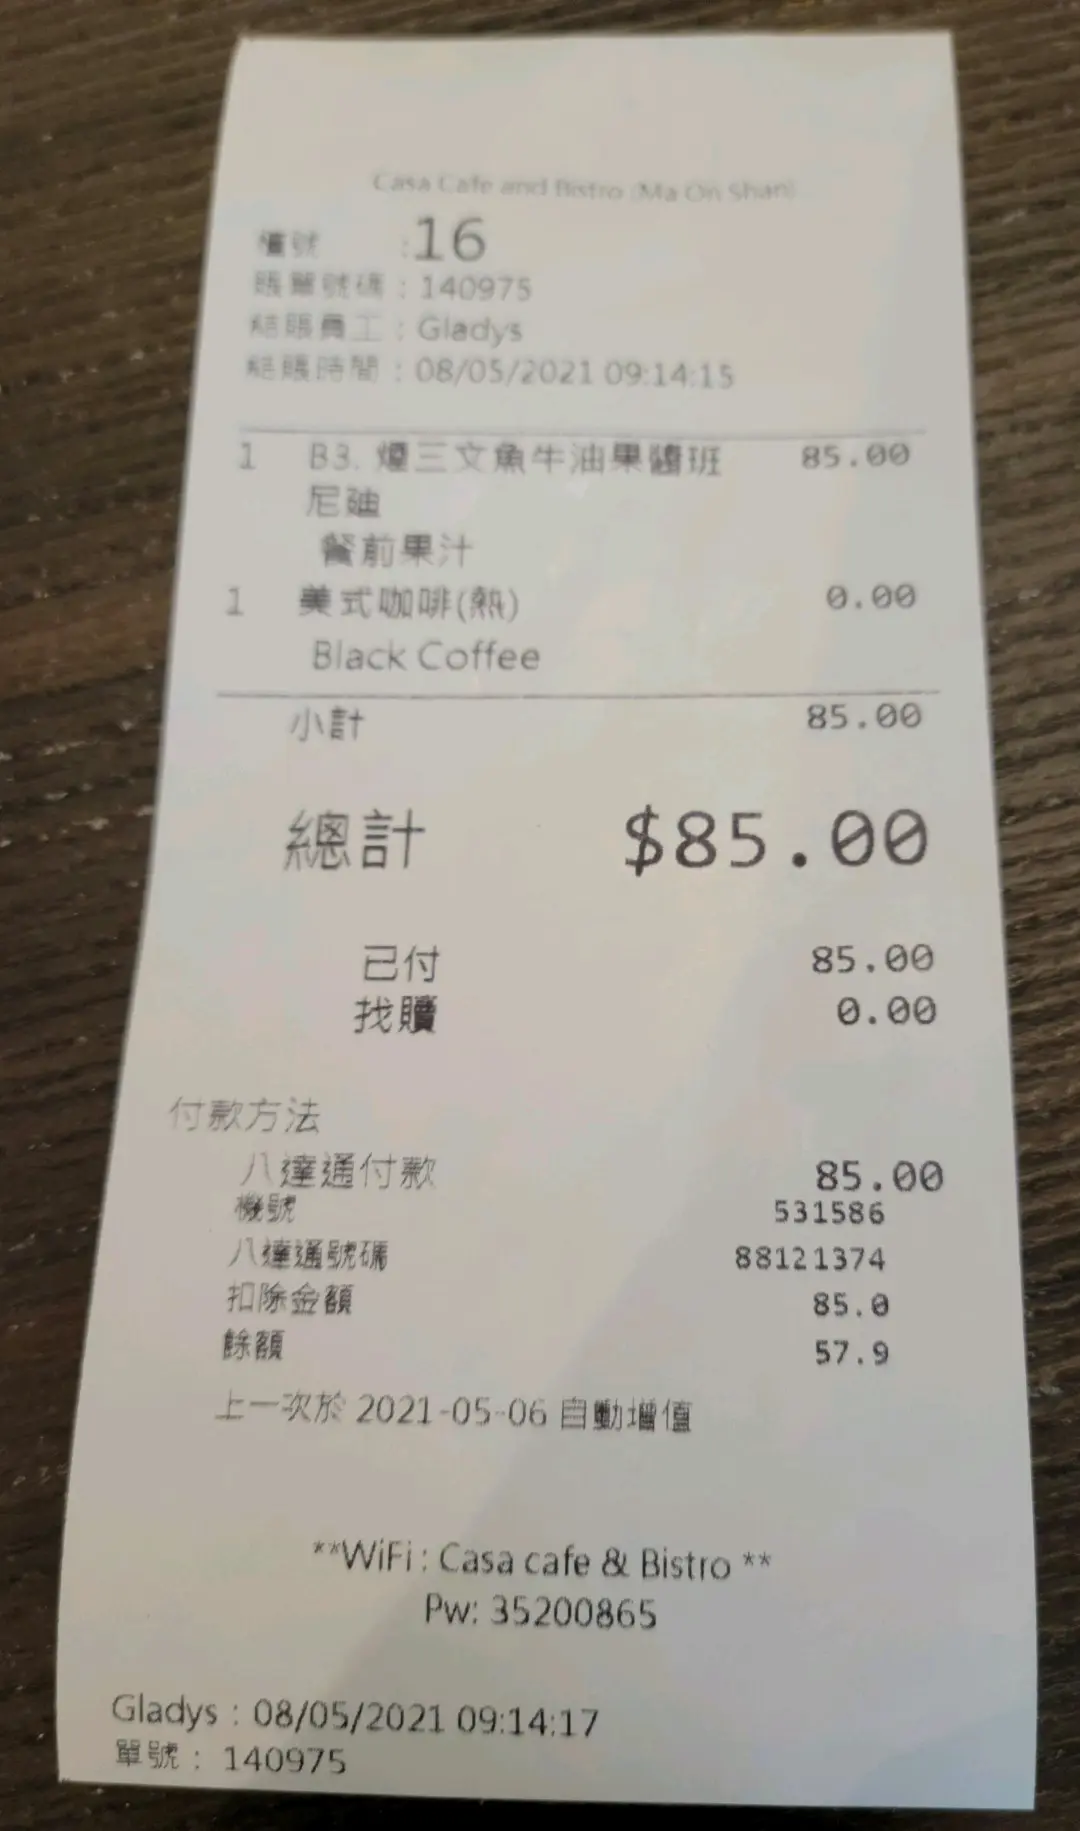 Casa Cafe and Bistro (Ma On Shan)
檯號 :16
賬單號碼 : 140975
結賬員工 : Gladys
結賬時間 : 08/05/2021 09:14:15
1 B3. 煙三文魚牛油果醬班 85.00
尼廸
餐前果汁
1 美式咖啡(熱) 0.00
Black Coffee
小計 85.00
總計 $85.00
已付 85.00
找贖 0.00
付款方法
八達通付款 85.00
機號 531586
八達通號碼 88121374
扣除金額 85.0
餘額 57.9
上一次於 2021-05-06 自動增值
**WiFi : Casa cafe & Bistro **
Pw: 35200865
Gladys : 08/05/2021 09:14:17
單號 : 140975